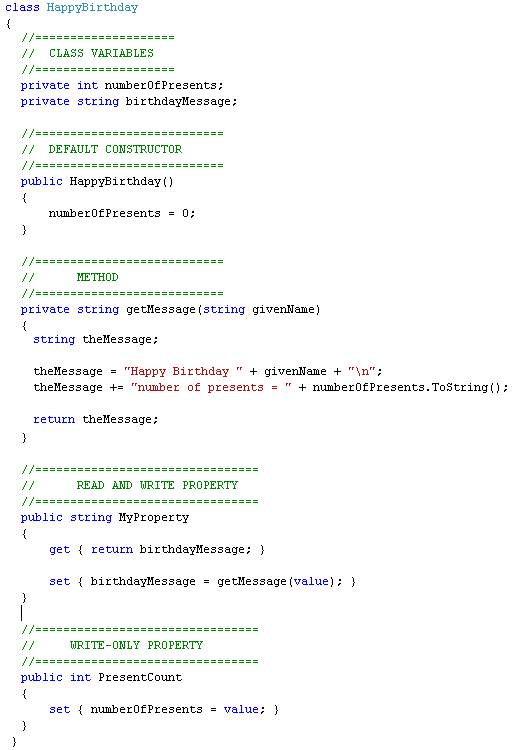 class HappyBirthday
{
//====================
// CLASS VARIABLES
//====================
private int numberOfPresents;
private string birthdayMessage;
//===========================
// DEFAULT CONSTRUCTOR
//===========================
public HappyBirthday()
{
numberOfPresents = 0;
}
//===========================
// METHOD
//===========================
private string getMessage(string givenName)
{
string theMessage;
theMessage = "Happy Birthday " + givenName + "\n";
theMessage += "number of presents = " + numberOfPresents.ToString();
return theMessage;
}
//================================
// READ AND WRITE PROPERTY
//================================
public string MyProperty
{
get { return birthdayMessage; }
set { birthdayMessage = getMessage(value); }
}
//================================
// WRITE-ONLY PROPERTY
//================================
public int PresentCount
{
set { numberOfPresents = value; }
}
}